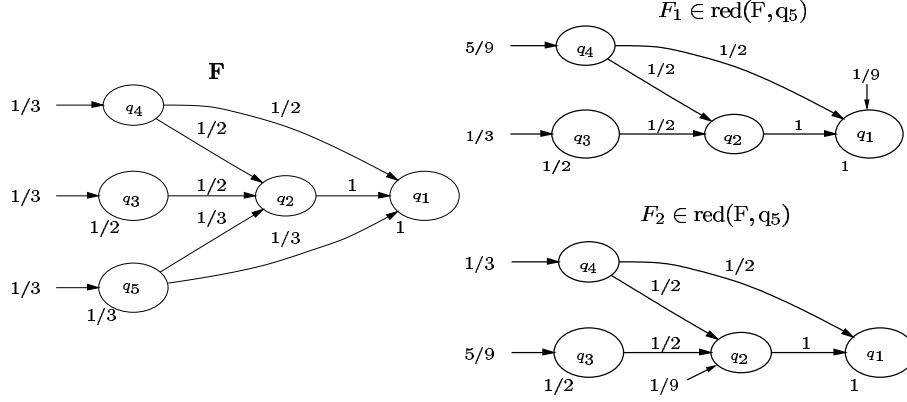 F
1/3
q4
1/2
1/2
1/3
q3
1/2
q2
1
q1
1/2
1/3
1/3
1
1/3
q5
1/3
F1 ∈ red(F, q5)
5/9
q4
1/2
1/2
1/9
1/3
q3
1/2
q2
1
q1
1/2
1
F2 ∈ red(F, q5)
1/3
q4
1/2
1/2
5/9
q3
1/2
q2
1
q1
1/2
1/9
1